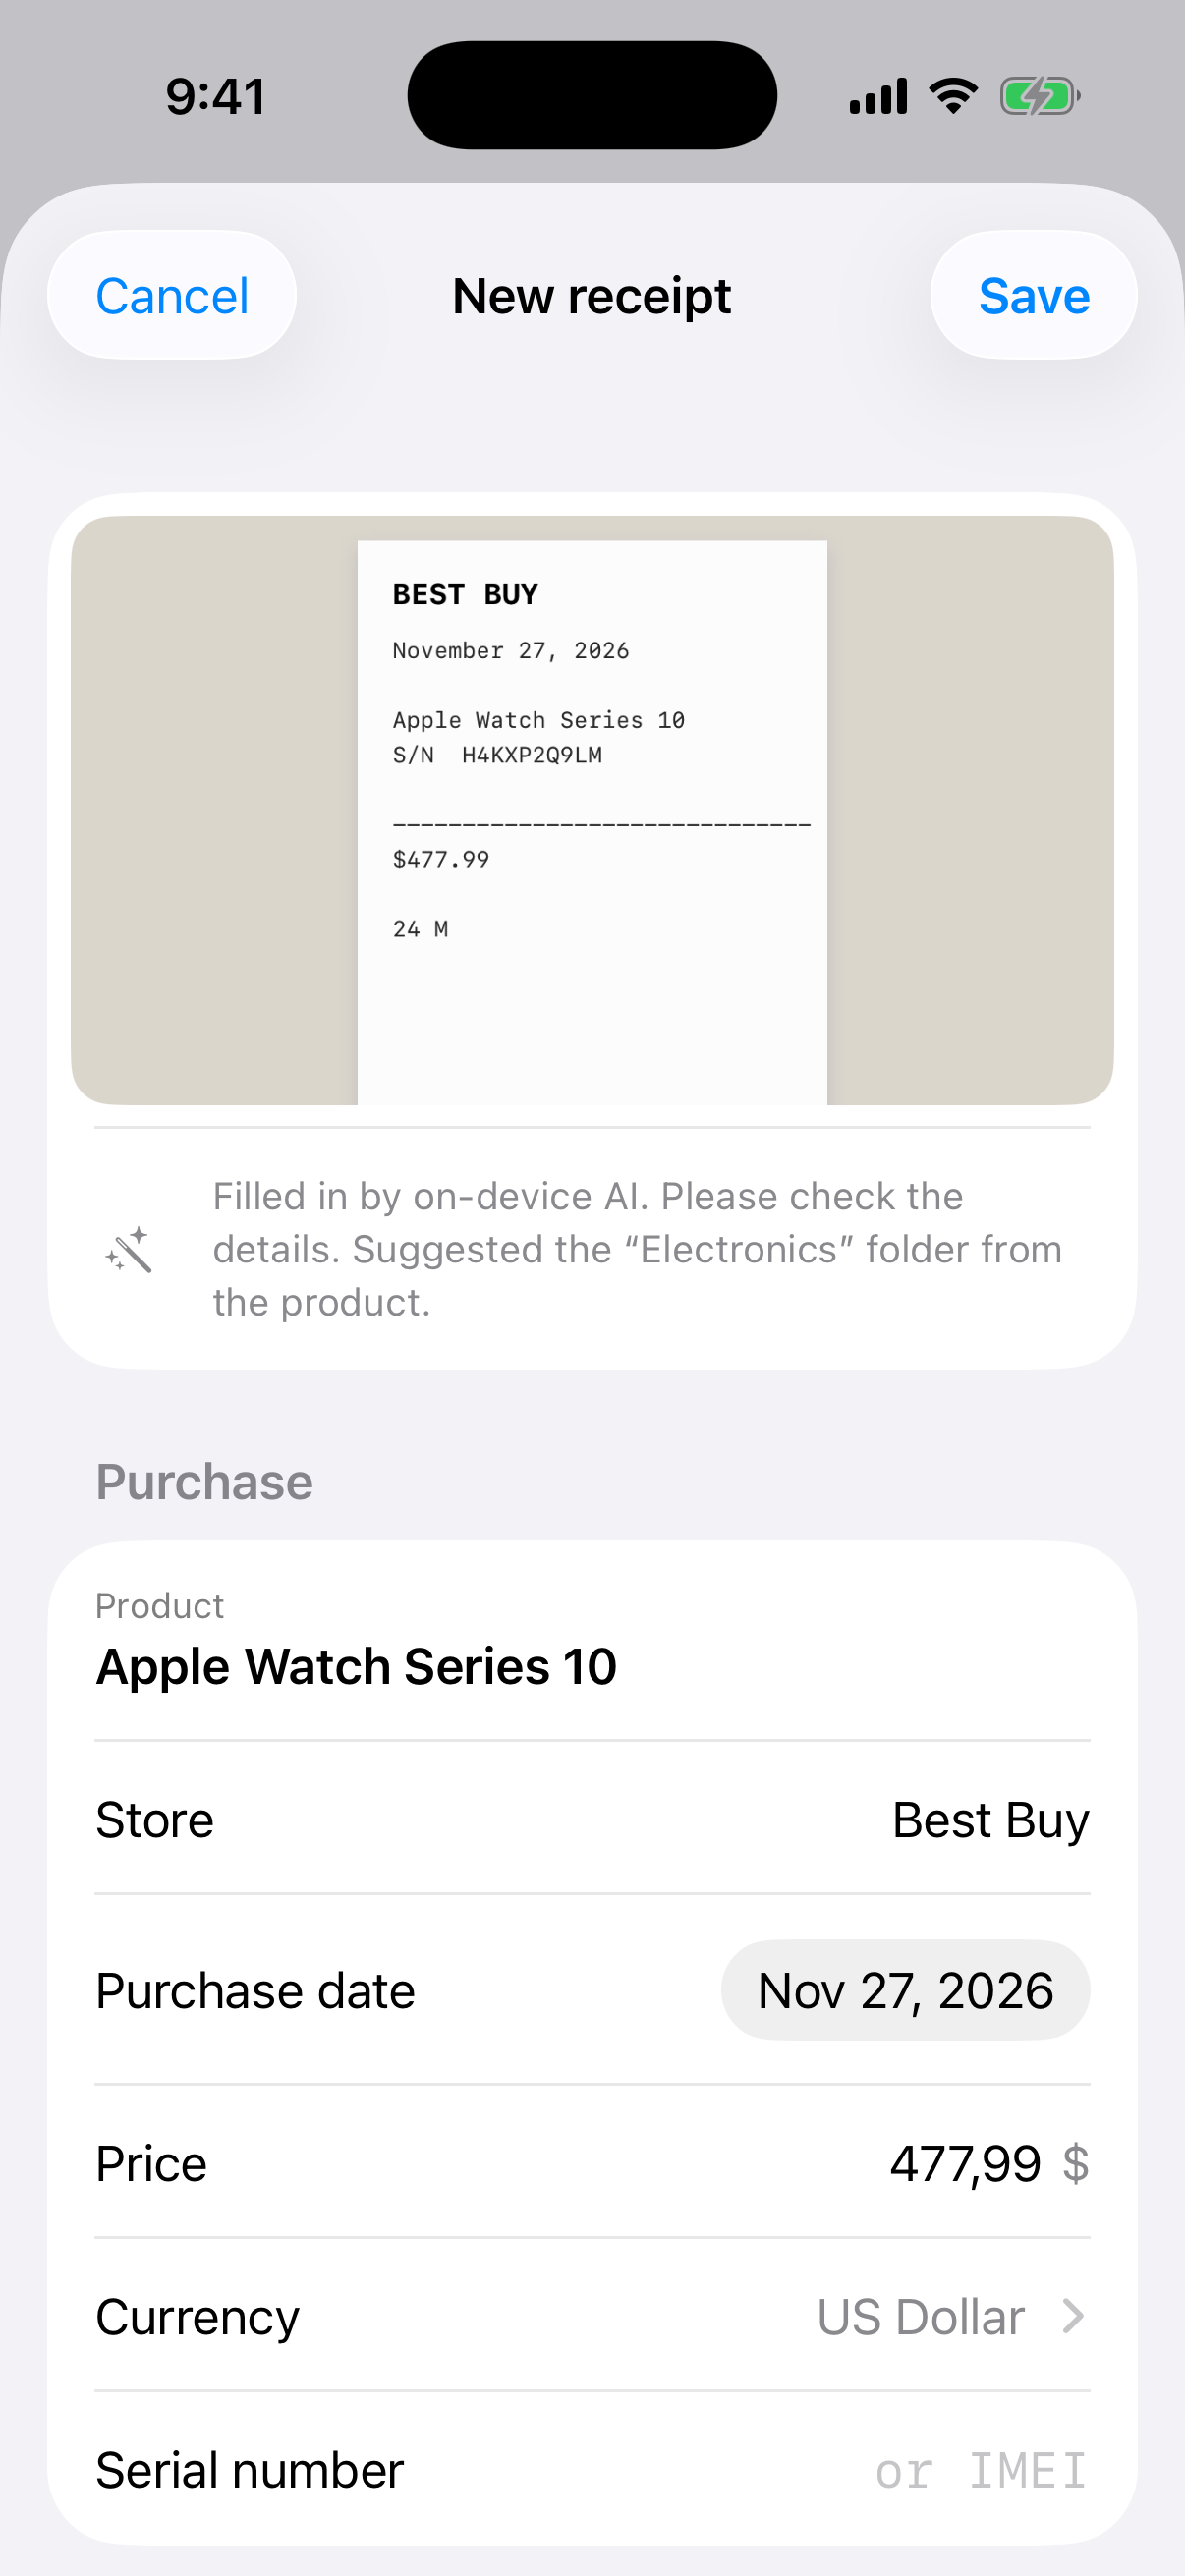 9:41
Cancel
New receipt
Save
BEST BUY
November 27, 2026
Apple Watch Series 10
S/N  H4KXP2Q9LM
------------------------------
$477.99
24 M
Filled in by on-device AI. Please check the
details. Suggested the “Electronics” folder from
the product.
Purchase
Product
Apple Watch Series 10
Store Best Buy
Purchase date Nov 27, 2026
Price 477,99 $
Currency US Dollar
Serial number or IMEI